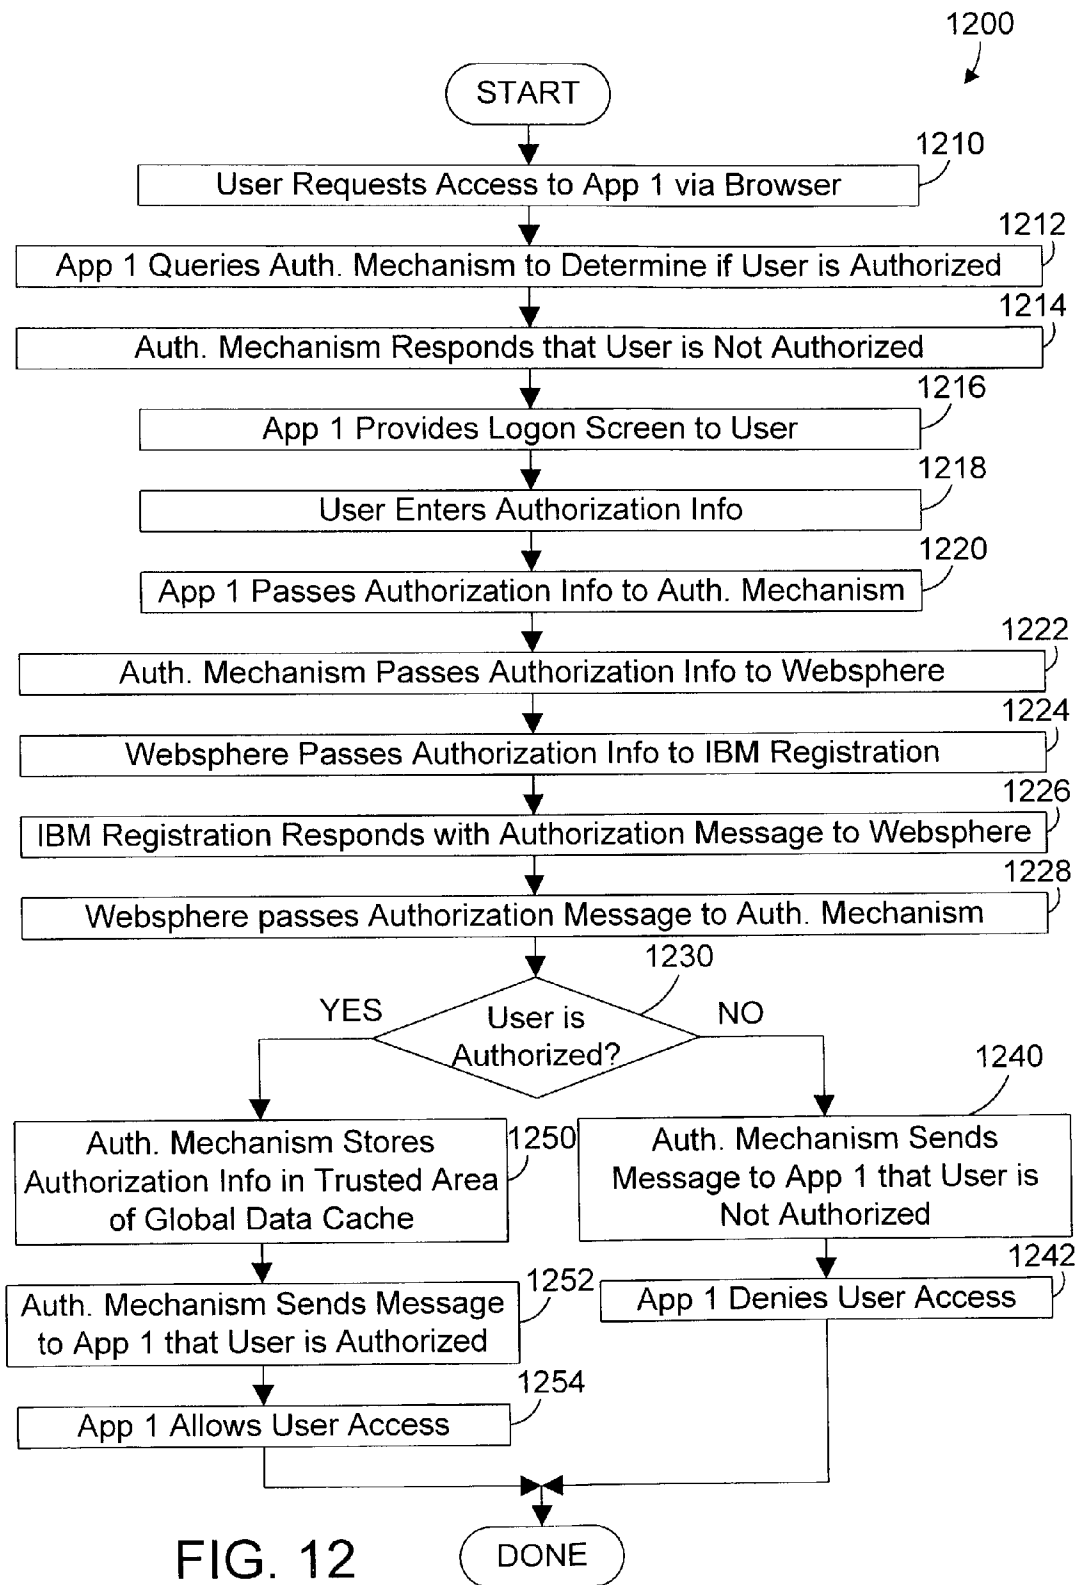 1200
START
1210
User Requests Access to App 1 via Browser
1212
App 1 Queries Auth. Mechanism to Determine if User is Authorized
1214
Auth. Mechanism Responds that User is Not Authorized
1216
App 1 Provides Logon Screen to User
1218
User Enters Authorization Info
1220
App 1 Passes Authorization Info to Auth. Mechanism
1222
Auth. Mechanism Passes Authorization Info to Websphere
1224
Websphere Passes Authorization Info to IBM Registration
1226
IBM Registration Responds with Authorization Message to Websphere
1228
Websphere passes Authorization Message to Auth. Mechanism
1230
YES
User is
Authorized?
NO
1240
Auth. Mechanism Stores
Authorization Info in Trusted Area
of Global Data Cache
1250
Auth. Mechanism Sends
Message to App 1 that User is
Not Authorized
1252
Auth. Mechanism Sends Message
to App 1 that User is Authorized
1242
App 1 Denies User Access
1254
App 1 Allows User Access
DONE
FIG. 12